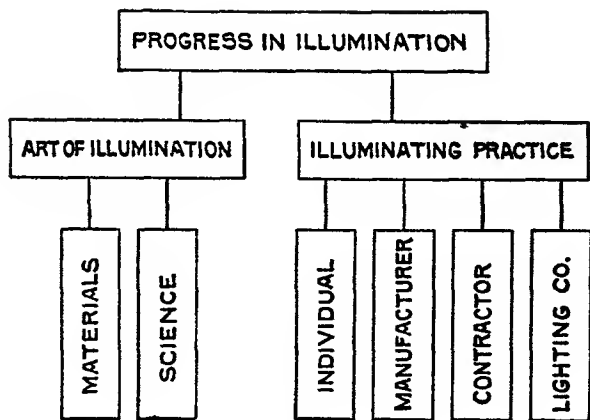 PROGRESS IN ILLUMINATION
ART OF ILLUMINATION
ILLUMINATING PRACTICE
MATERIALS
SCIENCE
INDIVIDUAL
MANUFACTURER
CONTRACTOR
LIGHTING CO.